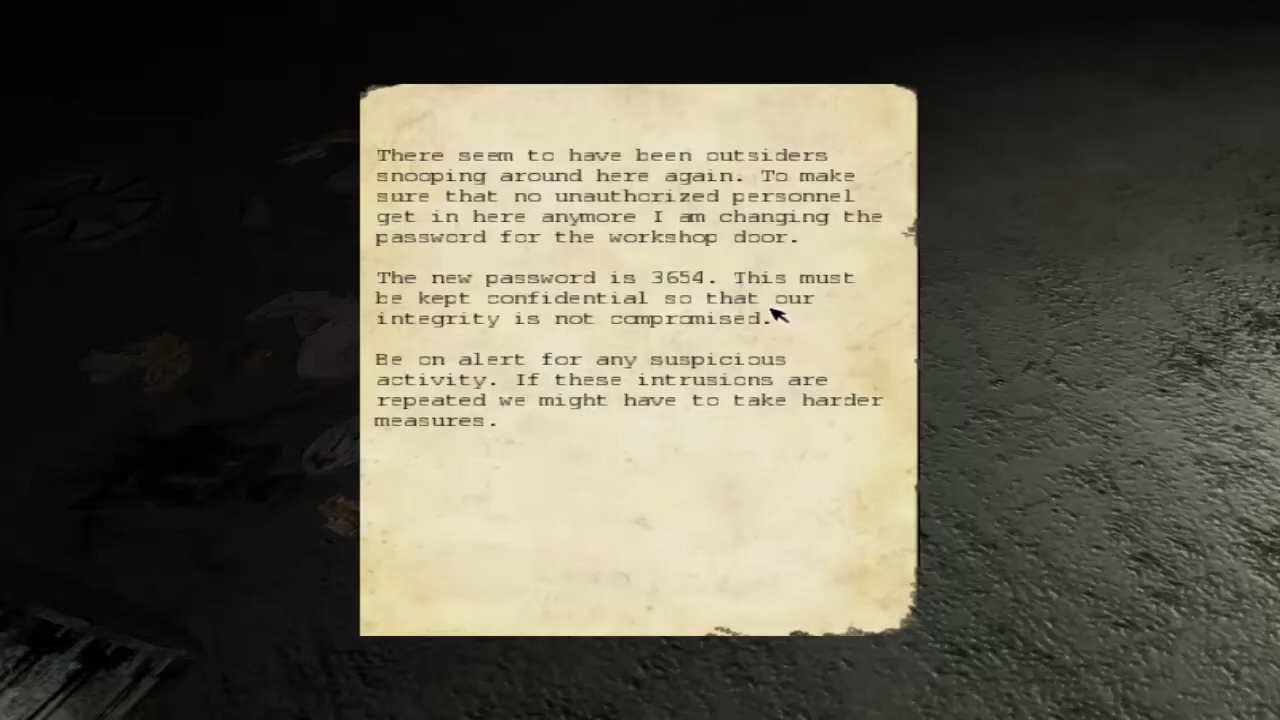 There seem to have been outsiders
snooping around here again. To make
sure that no unauthorized personnel
get in here anymore I am changing the
password for the workshop door.
The new password is 3654. This must
be kept confidential so that our
integrity is not compromised.
Be on alert for any suspicious
activity. If these intrusions are
repeated we might have to take harder
measures.